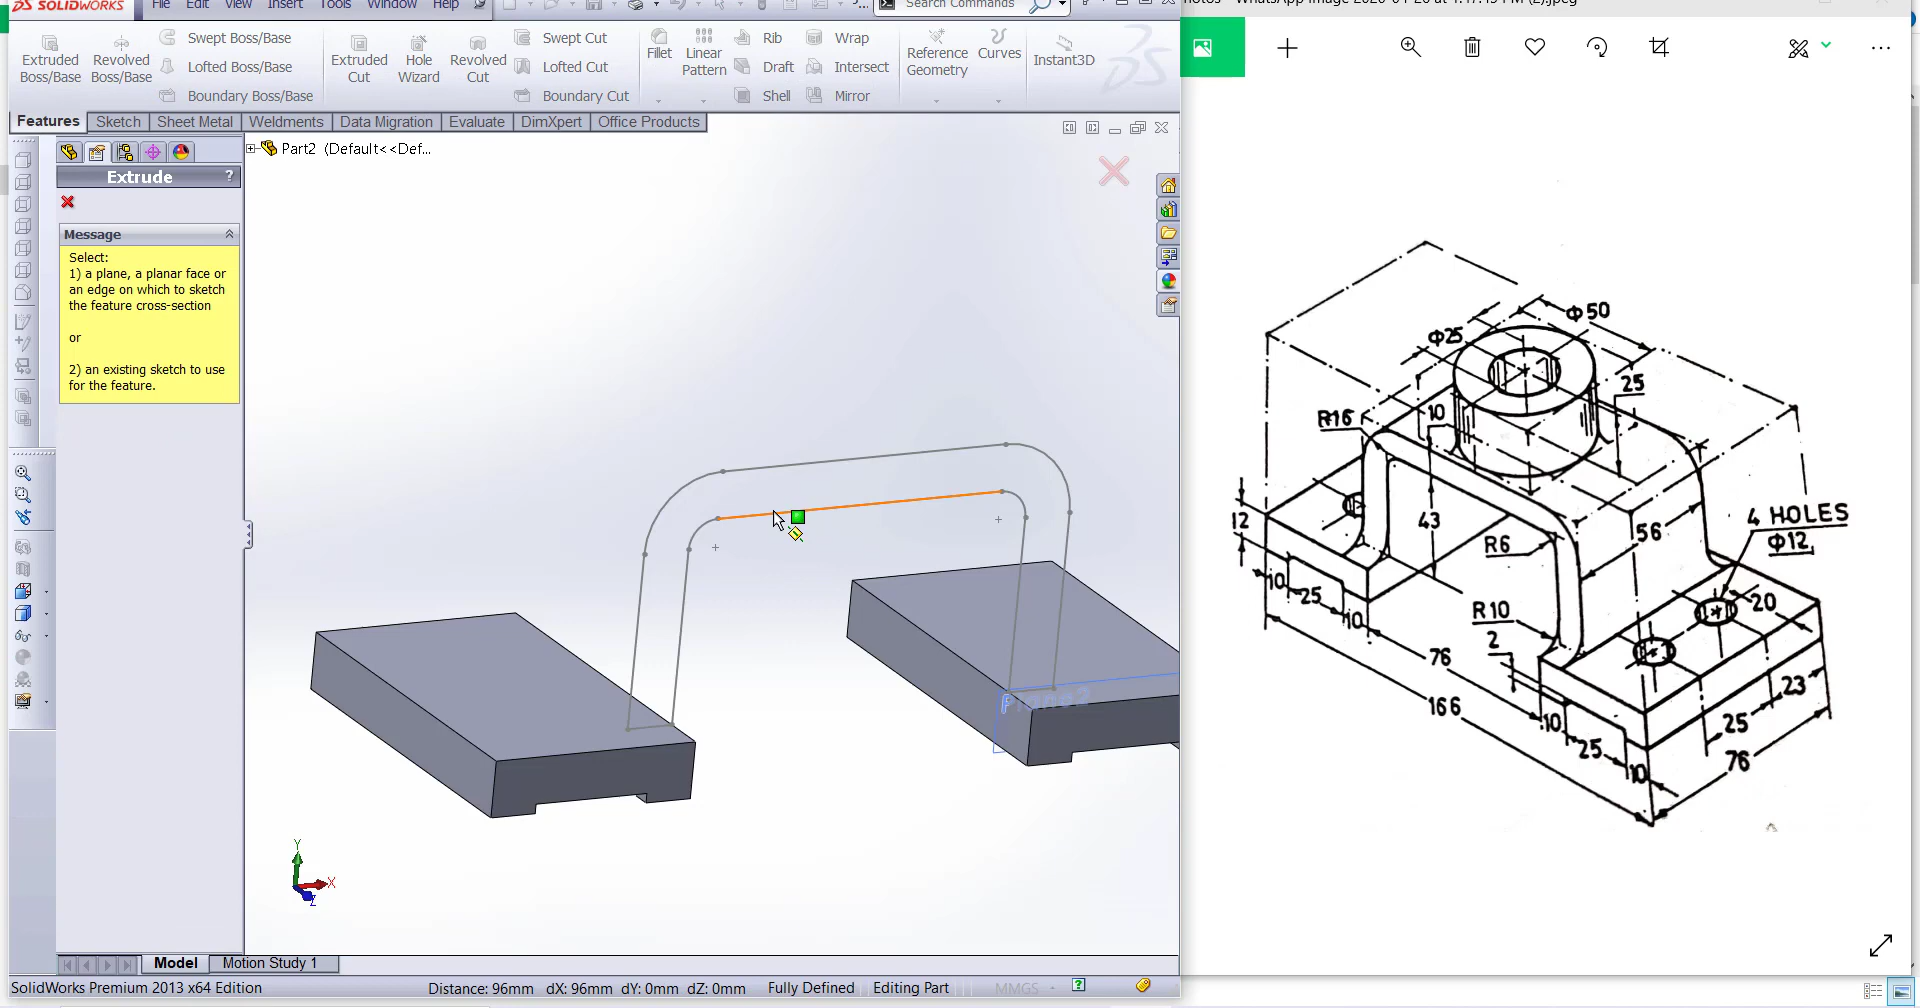 SOLIDWORKS
File Edit View Insert Tools Window Help
Search Commands
Extruded Boss/Base
Revolved Boss/Base
Swept Boss/Base
Lofted Boss/Base
Boundary Boss/Base
Extruded Cut
Hole Wizard
Revolved Cut
Swept Cut
Lofted Cut
Boundary Cut
Fillet
Linear Pattern
Rib
Draft
Shell
Wrap
Intersect
Mirror
Reference Geometry
Curves
Instant3D
Features Sketch Sheet Metal Weldments Data Migration Evaluate DimXpert Office Products
Part2 (Default<<Def...
Extrude ?
Message
Select:
1) a plane, a planar face or
an edge on which to sketch
the feature cross-section
or
2) an existing sketch to use
for the feature.
Plane2
Y
X
Z
Model Motion Study 1
SolidWorks Premium 2013 x64 Edition
Distance: 96mm dX: 96mm dY: 0mm dZ: 0mm
Fully Defined
Editing Part
MMGS
Φ50
Φ25
25
10
R16
12
43
56
4 HOLES
Φ12
R6
10
25
10
20
R10
2
76
166
23
10
25
25
76
10